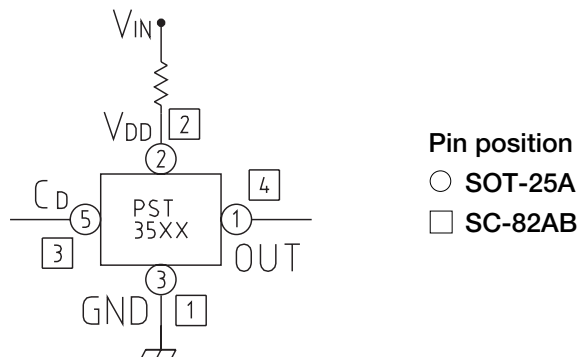 VIN
VDD 2
2
4
CD 5 PST 35XX 1
3 OUT
3
GND 1
Pin position
○ SOT-25A
□ SC-82AB